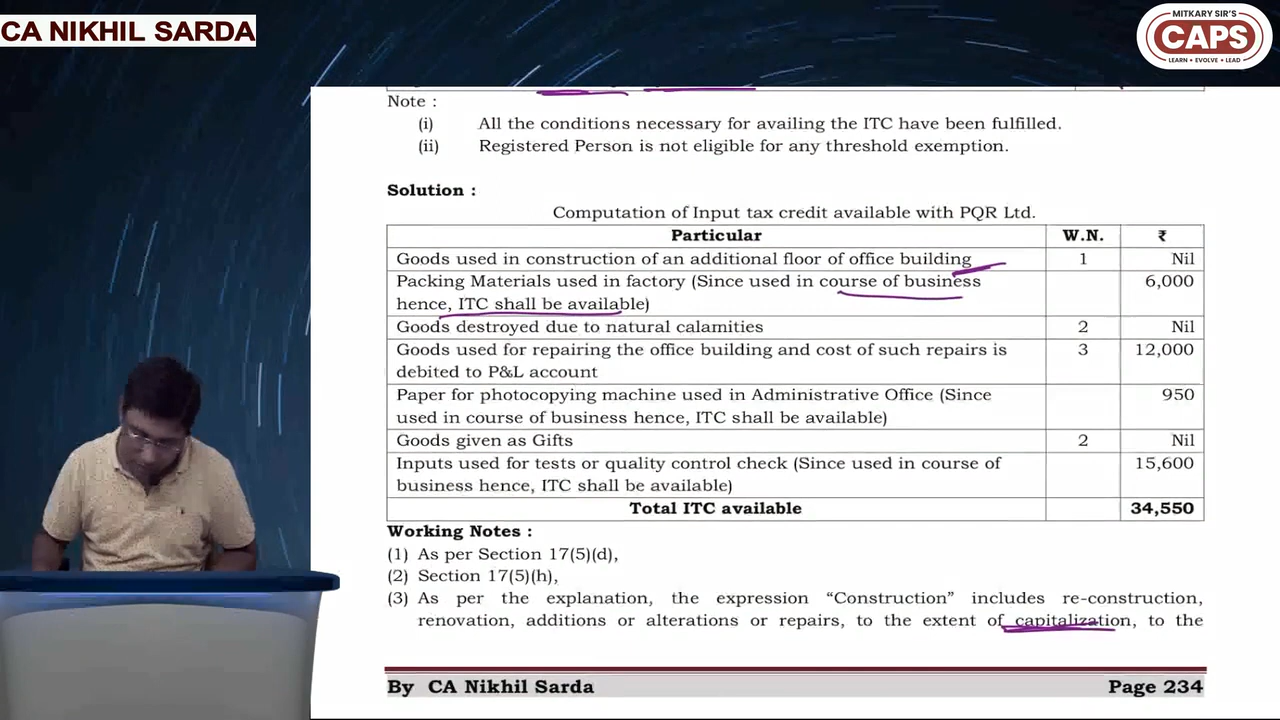 CA NIKHIL SARDA
MITKARY SIR'S
CAPS
LEARN • EVOLVE • LEAD
Note :
(i) All the conditions necessary for availing the ITC have been fulfilled.
(ii) Registered Person is not eligible for any threshold exemption.
Solution :
Computation of Input tax credit available with PQR Ltd.
Particular W.N. ₹
Goods used in construction of an additional floor of office building 1 Nil
Packing Materials used in factory (Since used in course of business 6,000
hence, ITC shall be available)
Goods destroyed due to natural calamities 2 Nil
Goods used for repairing the office building and cost of such repairs is 3 12,000
debited to P&L account
Paper for photocopying machine used in Administrative Office (Since 950
used in course of business hence, ITC shall be available)
Goods given as Gifts 2 Nil
Inputs used for tests or quality control check (Since used in course of 15,600
business hence, ITC shall be available)
Total ITC available 34,550
Working Notes :
(1) As per Section 17(5)(d),
(2) Section 17(5)(h),
(3) As per the explanation, the expression “Construction” includes re-construction,
renovation, additions or alterations or repairs, to the extent of capitalization, to the
By CA Nikhil Sarda Page 234